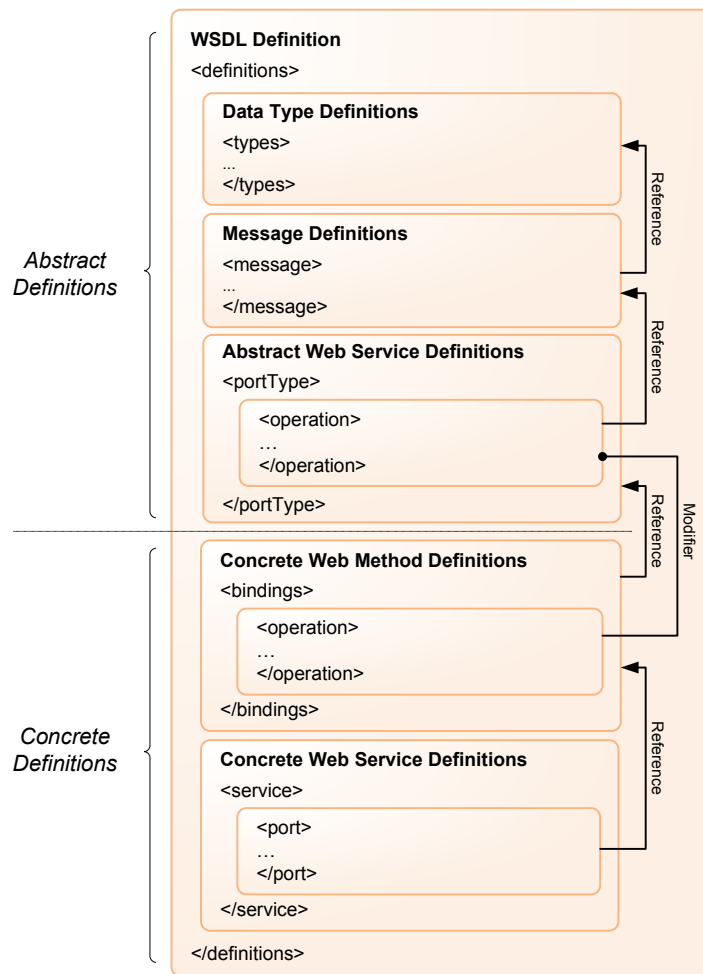 WSDL Definition
<definitions>
Data Type Definitions
<types>
...
</types>
Reference
Message Definitions
<message>
...
</message>
Abstract
Definitions
Reference
Abstract Web Service Definitions
<portType>
<operation>
...
</operation>
</portType>
Reference
Modifier
Concrete Web Method Definitions
<bindings>
<operation>
...
</operation>
</bindings>
Concrete
Definitions
Reference
Concrete Web Service Definitions
<service>
<port>
...
</port>
</service>
</definitions>